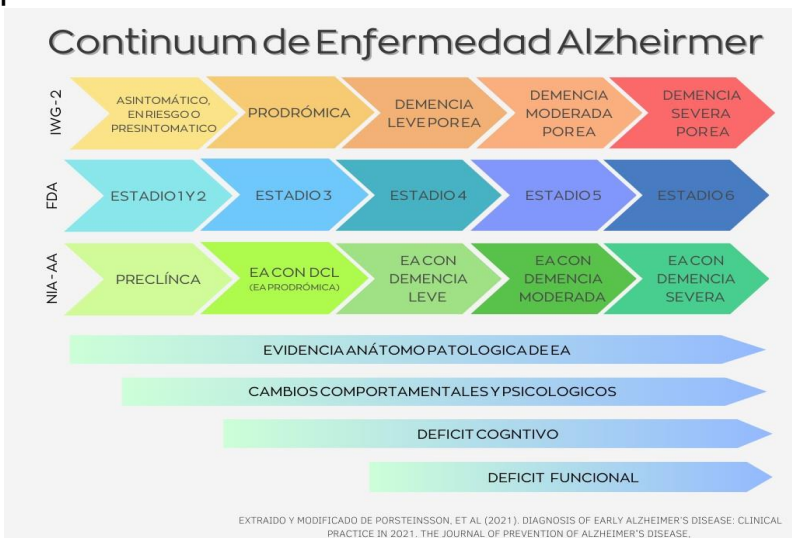 Continuum de Enfermedad Alzheirmer
IWG-2
ASINTOMÁTICO,
EN RIESGO O
PRESINTOMATICO
PRODRÓMICA
DEMENCIA
LEVE POR EA
DEMENCIA
MODERADA
POR EA
DEMENCIA
SEVERA
POR EA
FDA
ESTADIO 1 Y 2
ESTADIO 3
ESTADIO 4
ESTADIO 5
ESTADIO 6
NIA-AA
PRECLÍNCA
EA CON DCL
(EA PRODRÓMICA)
EA CON
DEMENCIA
LEVE
EA CON
DEMENCIA
MODERADA
EA CON
DEMENCIA
SEVERA
EVIDENCIA ANÁTOMO PATOLOGICA DE EA
CAMBIOS COMPORTAMENTALES Y PSICOLOGICOS
DEFICIT COGNTIVO
DEFICIT FUNCIONAL
EXTRAIDO Y MODIFICADO DE PORSTEINSSON, ET AL (2021). DIAGNOSIS OF EARLY ALZHEIMER'S DISEASE: CLINICAL
PRACTICE IN 2021. THE JOURNAL OF PREVENTION OF ALZHEIMER'S DISEASE,